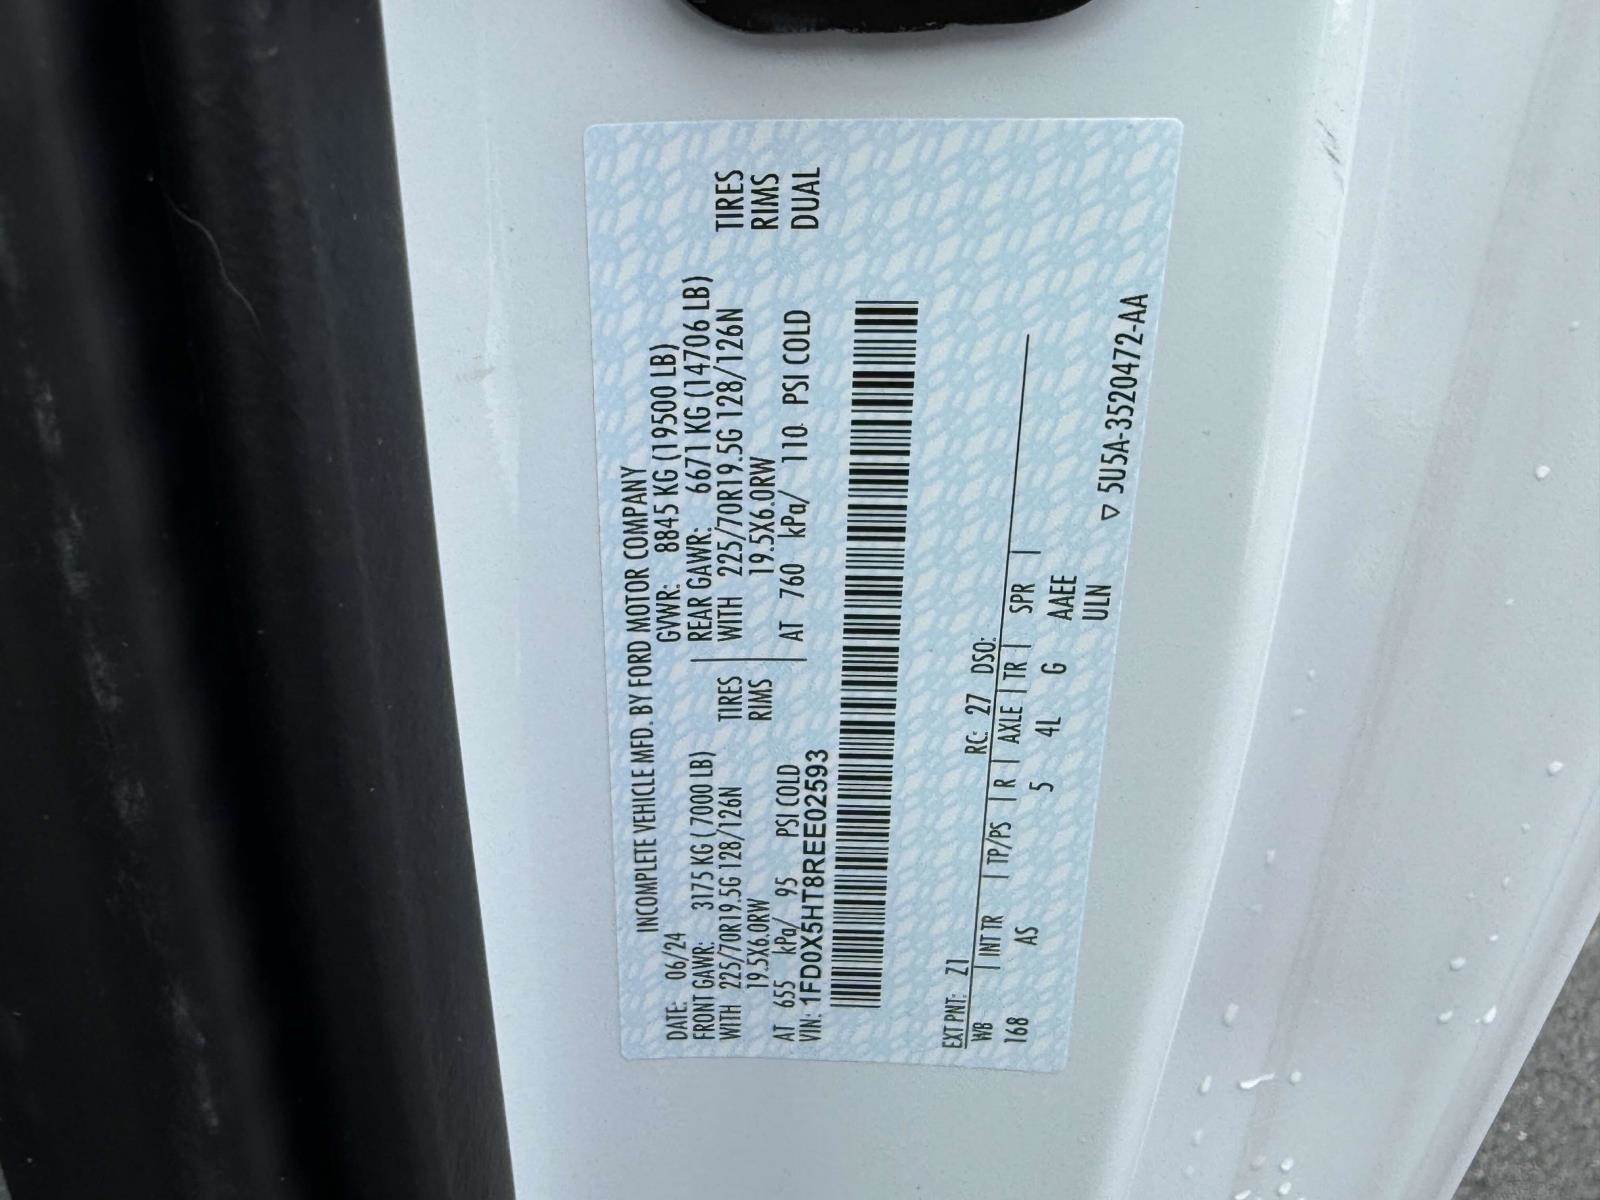 INCOMPLETE VEHICLE MFD. BY FORD MOTOR COMPANY
DATE: 06/24 GVWR: 8845 KG (19500 LB)
FRONT GAWR: 3175 KG (7000 LB) REAR GAWR: 6671 KG (14706 LB)
WITH 225/70R19.5G 128/126N TIRES WITH 225/70R19.5G 128/126N TIRES
19.5X6.0RW RIMS 19.5X6.0RW RIMS
AT 655 kPa/ 95 PSI COLD AT 760 kPa/ 110 PSI COLD DUAL
VIN: 1FD0X5HT8REE02593
EXT PNT: Z1 RC: 27 DSO:
WB INT TR TP/PS R AXLE TR SPR
168 AS 5 4L G AAEE
ULN
▽ 5U5A-3520472-AA